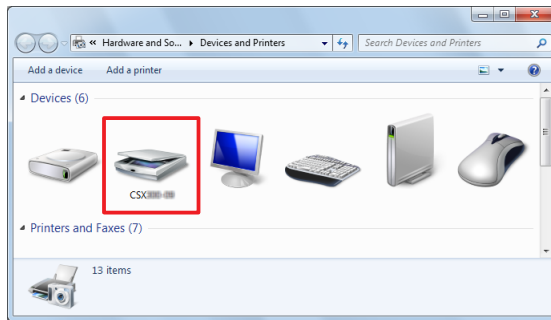 « Hardware and So... ▸ Devices and Printers
Search Devices and Printers
Add a device Add a printer
Devices (6)
CSX
Printers and Faxes (7)
13 items